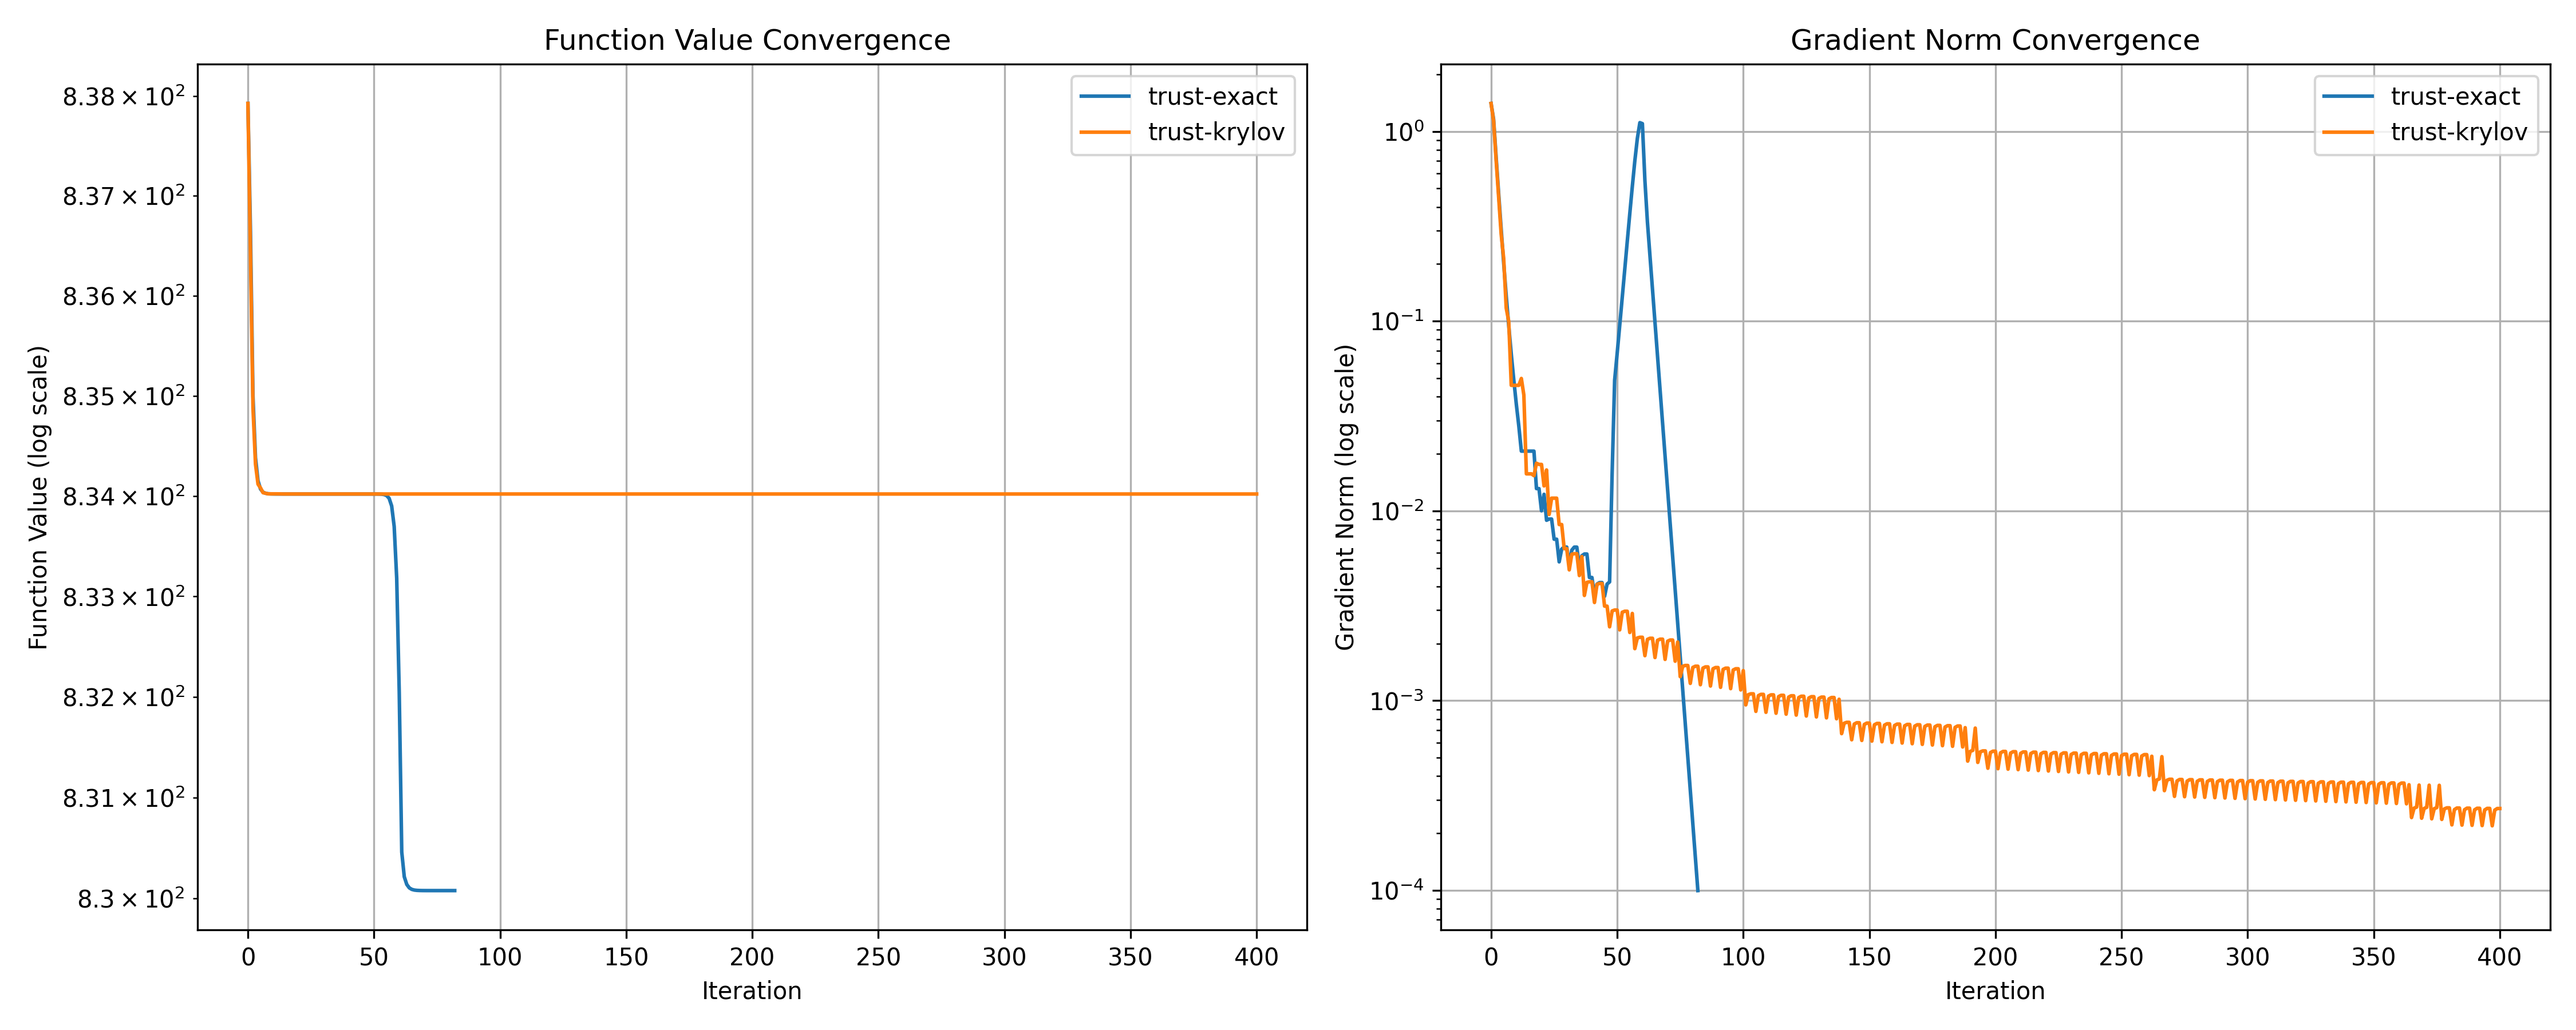 Function Value Convergence
Function Value (log scale)
8.38 × 10²
8.37 × 10²
8.36 × 10²
8.35 × 10²
8.34 × 10²
8.33 × 10²
8.32 × 10²
8.31 × 10²
8.3 × 10²
0 50 100 150 200 250 300 350 400
Iteration
trust-exact
trust-krylov
Gradient Norm Convergence
Gradient Norm (log scale)
10⁰
10⁻¹
10⁻²
10⁻³
10⁻⁴
0 50 100 150 200 250 300 350 400
Iteration
trust-exact
trust-krylov